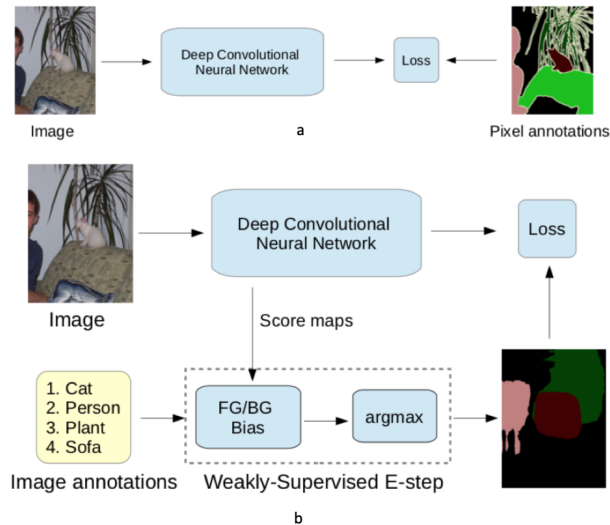 Deep Convolutional
Neural Network
Loss
Image
a
Pixel annotations
Deep Convolutional
Neural Network
Loss
Image
Score maps
1. Cat
2. Person
3. Plant
4. Sofa
FG/BG
Bias
argmax
Image annotations
Weakly-Supervised E-step
b